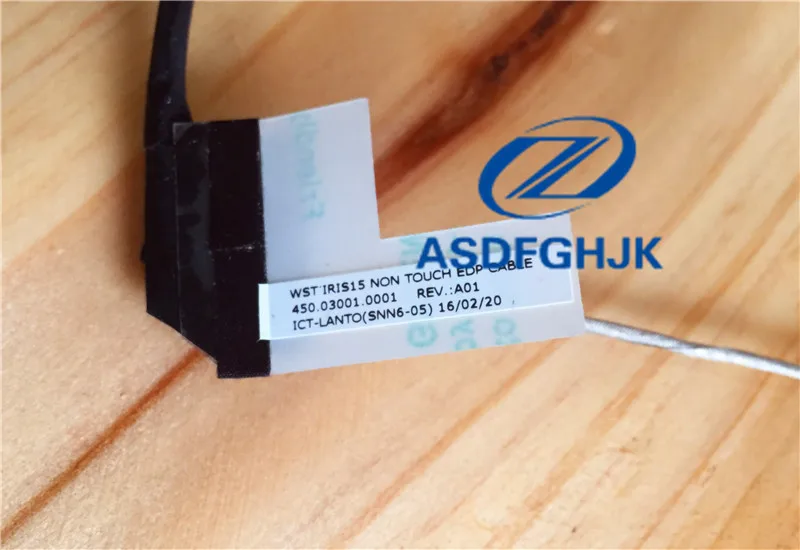 ASDFGHJK
WST IRIS15 NON TOUCH EDP CABLE
450.03001.0001 REV.:A01
ICT-LANTO(SNN6-05) 16/02/20